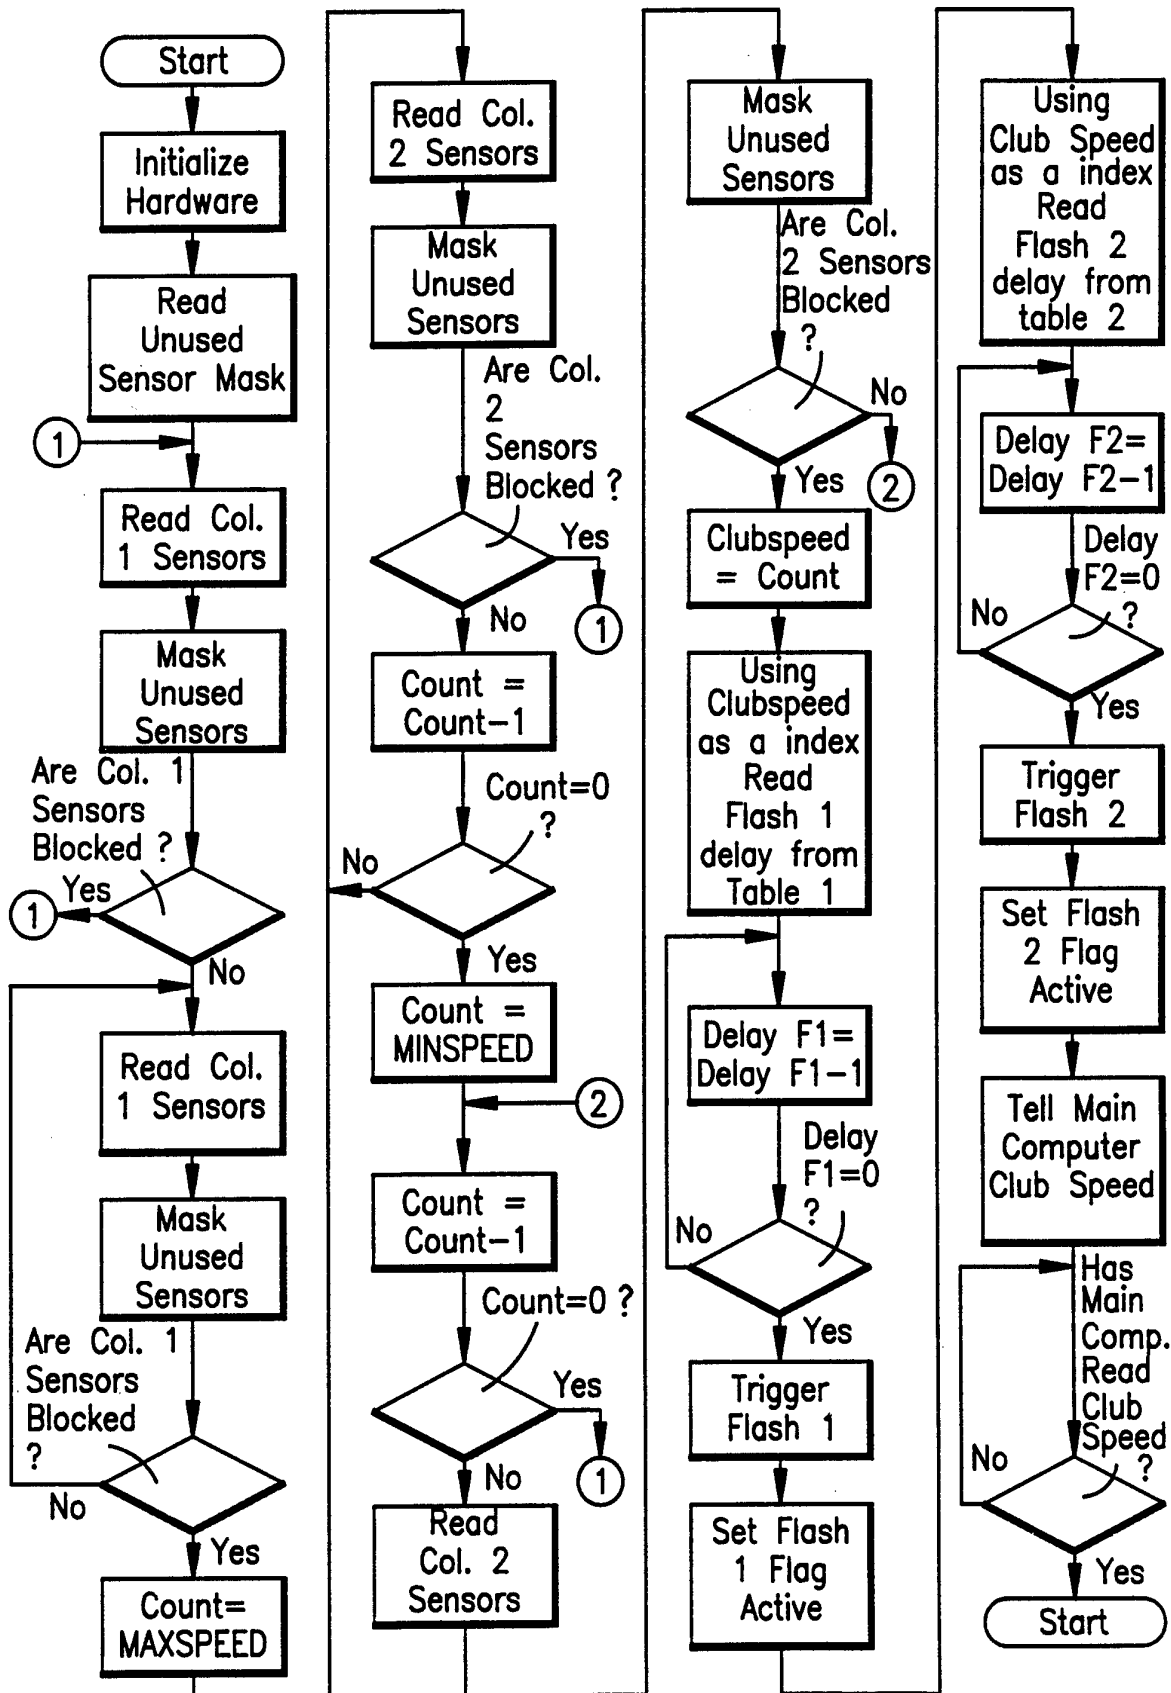 Start
Initialize
Hardware
Read
Unused
Sensor Mask
1
Read Col.
1 Sensors
Mask
Unused
Sensors
Are Col. 1
Sensors
Blocked ?
Yes
1
No
Read Col.
1 Sensors
Mask
Unused
Sensors
Are Col. 1
Sensors
Blocked
?
No
Yes
Count=
MAXSPEED
Read Col.
2 Sensors
Mask
Unused
Sensors
Are Col.
2
Sensors
Blocked ?
Yes
1
No
Count =
Count-1
Count=0
?
No
Yes
Count =
MINSPEED
2
Count =
Count-1
Count=0 ?
Yes
1
No
Read
Col. 2
Sensors
Mask
Unused
Sensors
Are Col.
2 Sensors
Blocked
?
No
2
Yes
Clubspeed
= Count
Using
Clubspeed
as a index
Read
Flash 1
delay from
Table 1
Delay F1=
Delay F1-1
Delay
F1=0
?
No
Yes
Trigger
Flash 1
Set Flash
1 Flag
Active
Using
Club Speed
as a index
Read
Flash 2
delay from
table 2
Delay F2=
Delay F2-1
Delay
F2=0
?
No
Yes
Trigger
Flash 2
Set Flash
2 Flag
Active
Tell Main
Computer
Club Speed
Has
Main
Comp.
Read
Club
Speed
?
No
Yes
Start